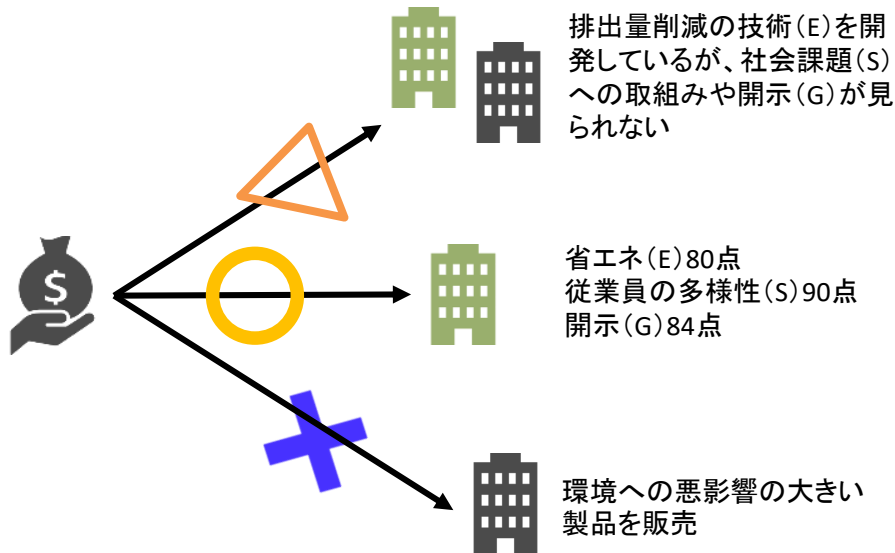 排出量削減の技術(E)を開
発しているが、社会課題(S)
への取組みや開示(G)が見
られない
$
省エネ(E)80点
従業員の多様性(S)90点
開示(G)84点
環境への悪影響の大きい
製品を販売